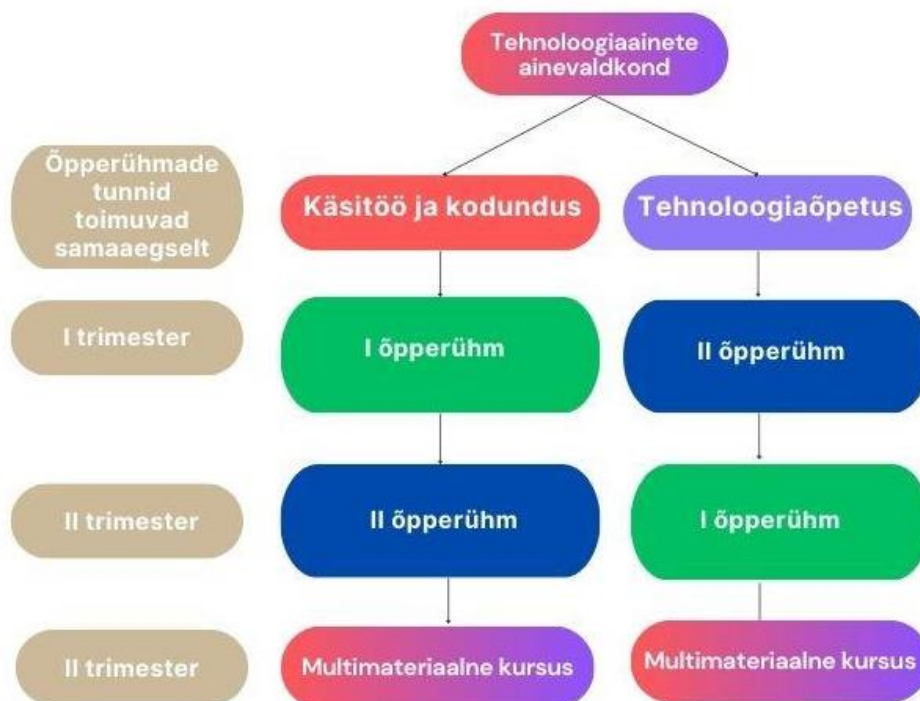 Tehnoloogiaainete
ainevaldkond
Õpperühmade
tunnid
toimuvad
samaaegselt
Käsitöö ja kodundus
Tehnoloogiaõpetus
I trimester
I õpperühm
II õpperühm
II trimester
II õpperühm
I õpperühm
II trimester
Multimateriaalne kursus
Multimateriaalne kursus